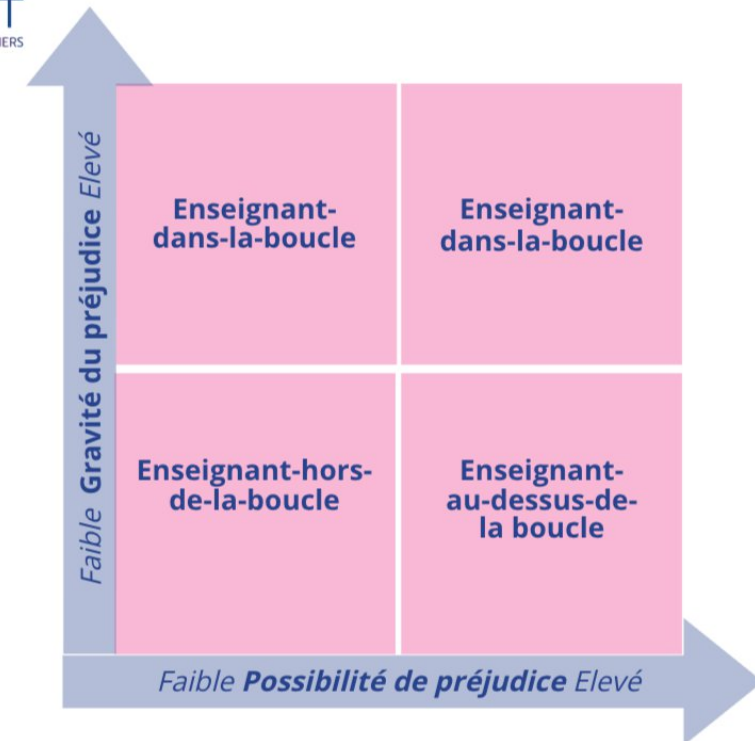 IERS
Enseignant-
dans-la-boucle
Enseignant-
dans-la-boucle
Enseignant-hors-
de-la-boucle
Enseignant-
au-dessus-de-
la boucle
Faible Gravité du préjudice Elevé
Faible Possibilité de préjudice Elevé